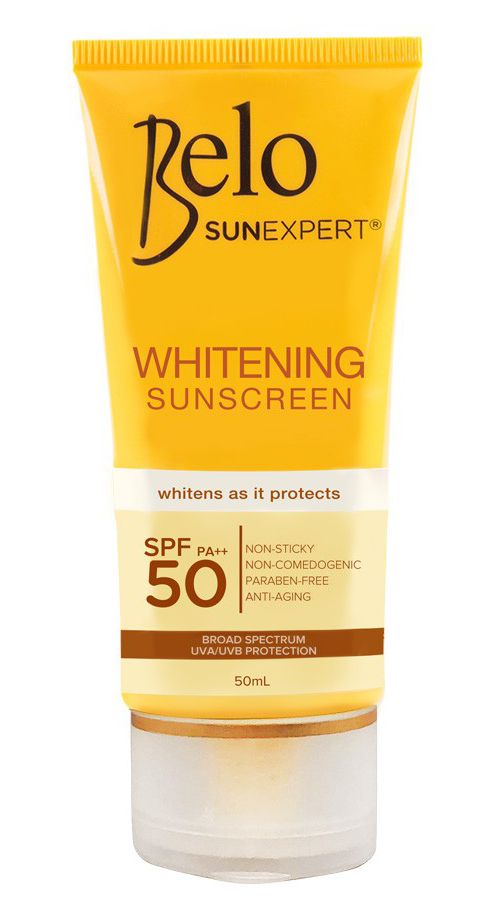 Belo
SUNEXPERT®
WHITENING
SUNSCREEN
whitens as it protects
SPF PA++
50
NON-STICKY
NON-COMEDOGENIC
PARABEN-FREE
ANTI-AGING
BROAD SPECTRUM
UVA/UVB PROTECTION
50mL